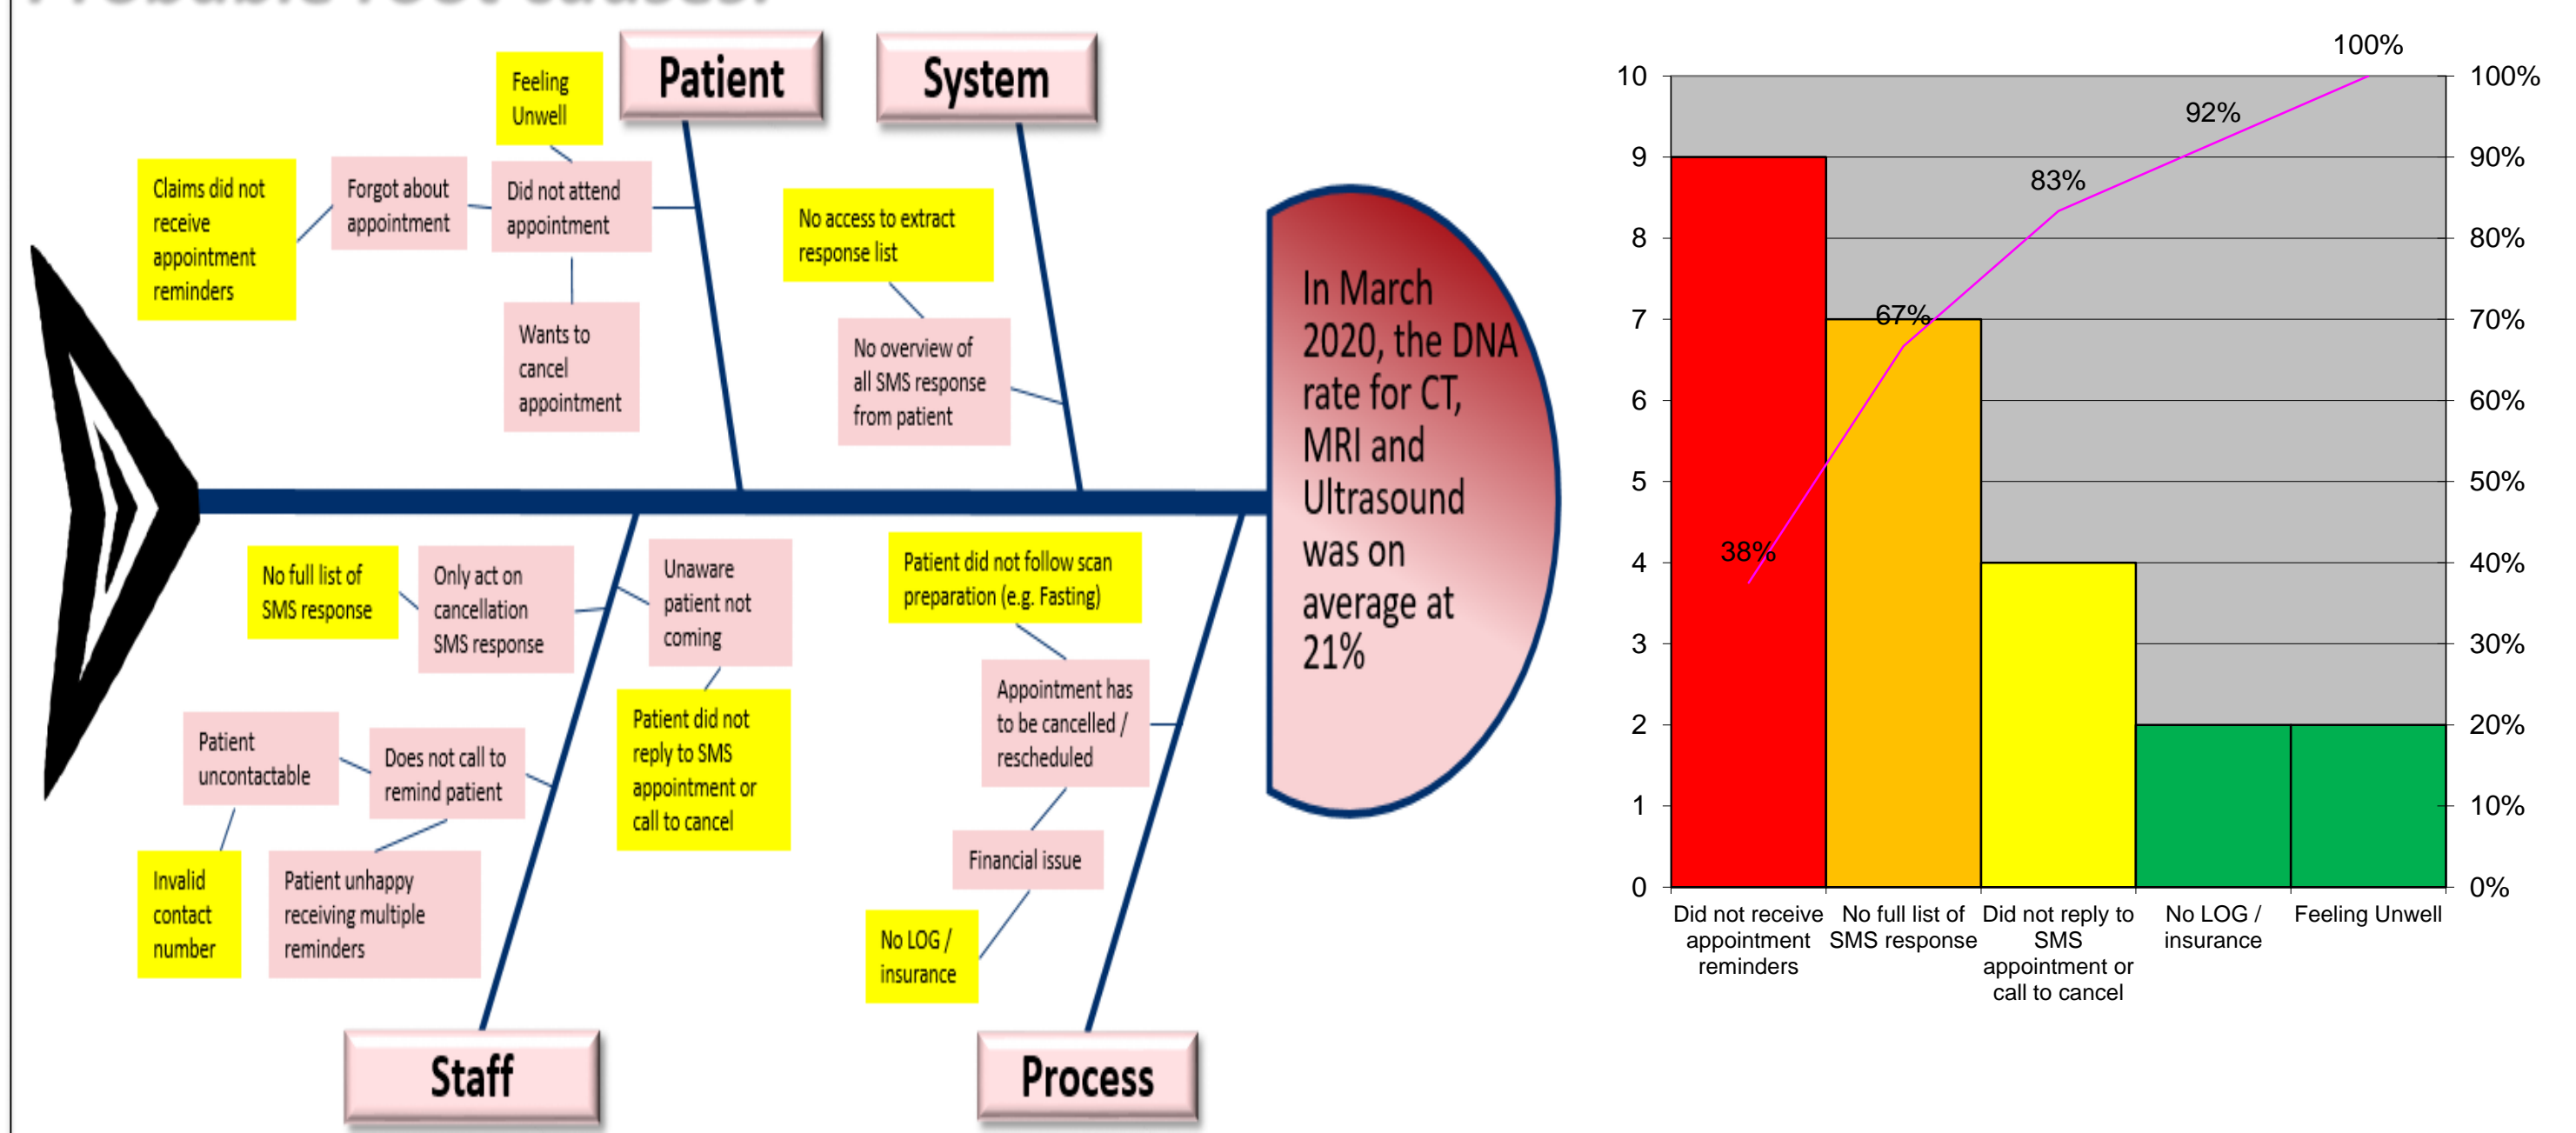 Probable root causes:
Patient
System
Feeling
Unwell
Claims did not
receive
appointment
reminders
Forgot about
appointment
Did not attend
appointment
Wants to
cancel
appointment
No access to extract
response list
No overview of
all SMS response
from patient
In March
2020, the DNA
rate for CT,
MRI and
Ultrasound
was on
average at
21%
No full list of
SMS response
Only act on
cancellation
SMS response
Unaware
patient not
coming
Patient did not
reply to SMS
appointment or
call to cancel
Patient
uncontactable
Does not call to
remind patient
Invalid
contact
number
Patient unhappy
receiving multiple
reminders
Patient did not follow scan
preparation (e.g. Fasting)
Appointment has
to be cancelled /
rescheduled
Financial issue
No LOG /
insurance
Staff
Process
100%
10
9
8
7
6
5
4
3
2
1
0
38%
67%
83%
92%
100%
90%
80%
70%
60%
50%
40%
30%
20%
10%
0%
Did not receive
appointment
reminders
No full list of
SMS response
Did not reply to
SMS
appointment or
call to cancel
No LOG /
insurance
Feeling Unwell